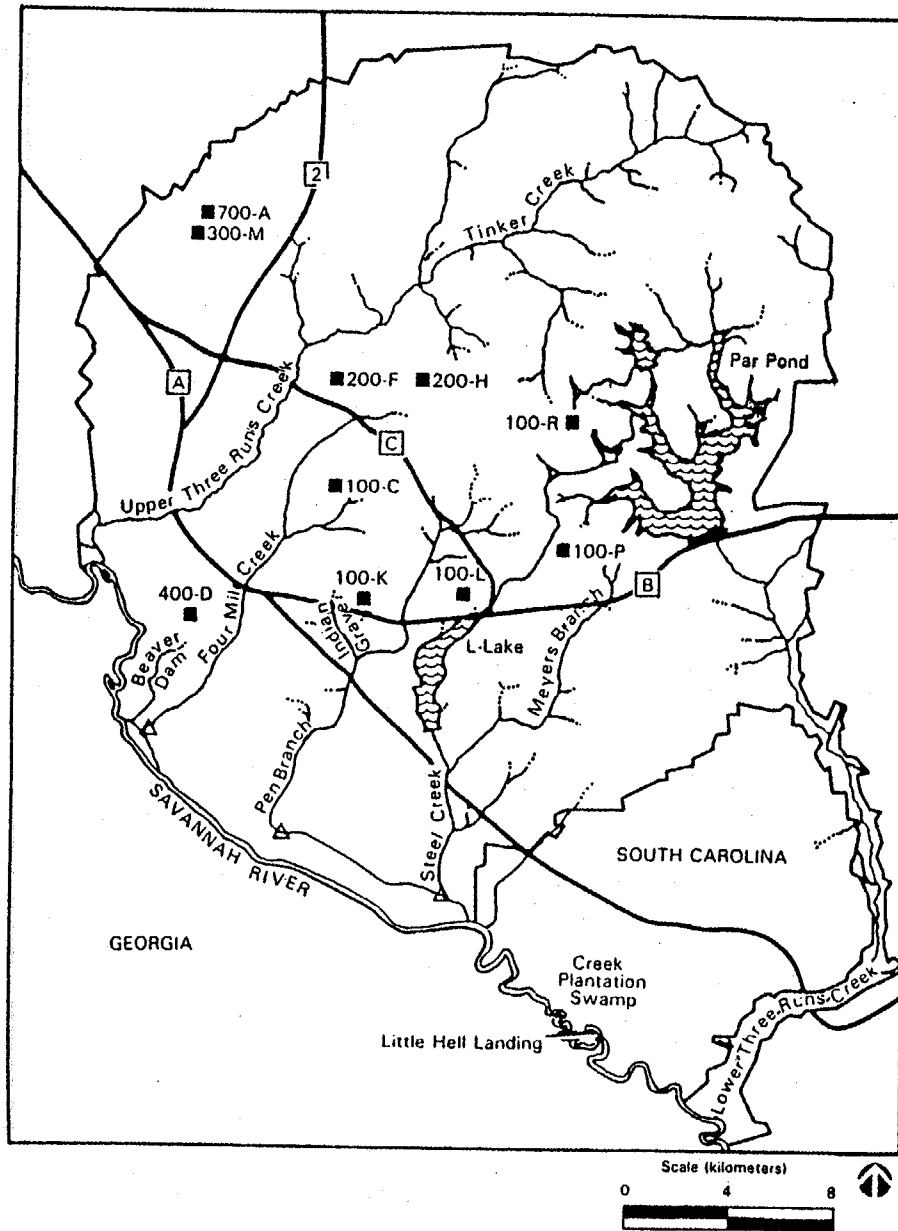 2
700-A
300-M
Tinker Creek
Par Pond
A
200-F
200-H
100-R
C
Upper Three Runs Creek
100-C
100-P
Four Mil Creek
400-D
100-K
100-L
B
Indian
Grave
Beaver
Dam
L-Lake
Meyers Branch
Pen Branch
Steel Creek
SAVANNAH RIVER
SOUTH CAROLINA
GEORGIA
Creek
Plantation
Swamp
Little Hell Landing
Lower Three Runs Creek
Scale (kilometers)
0 4 8